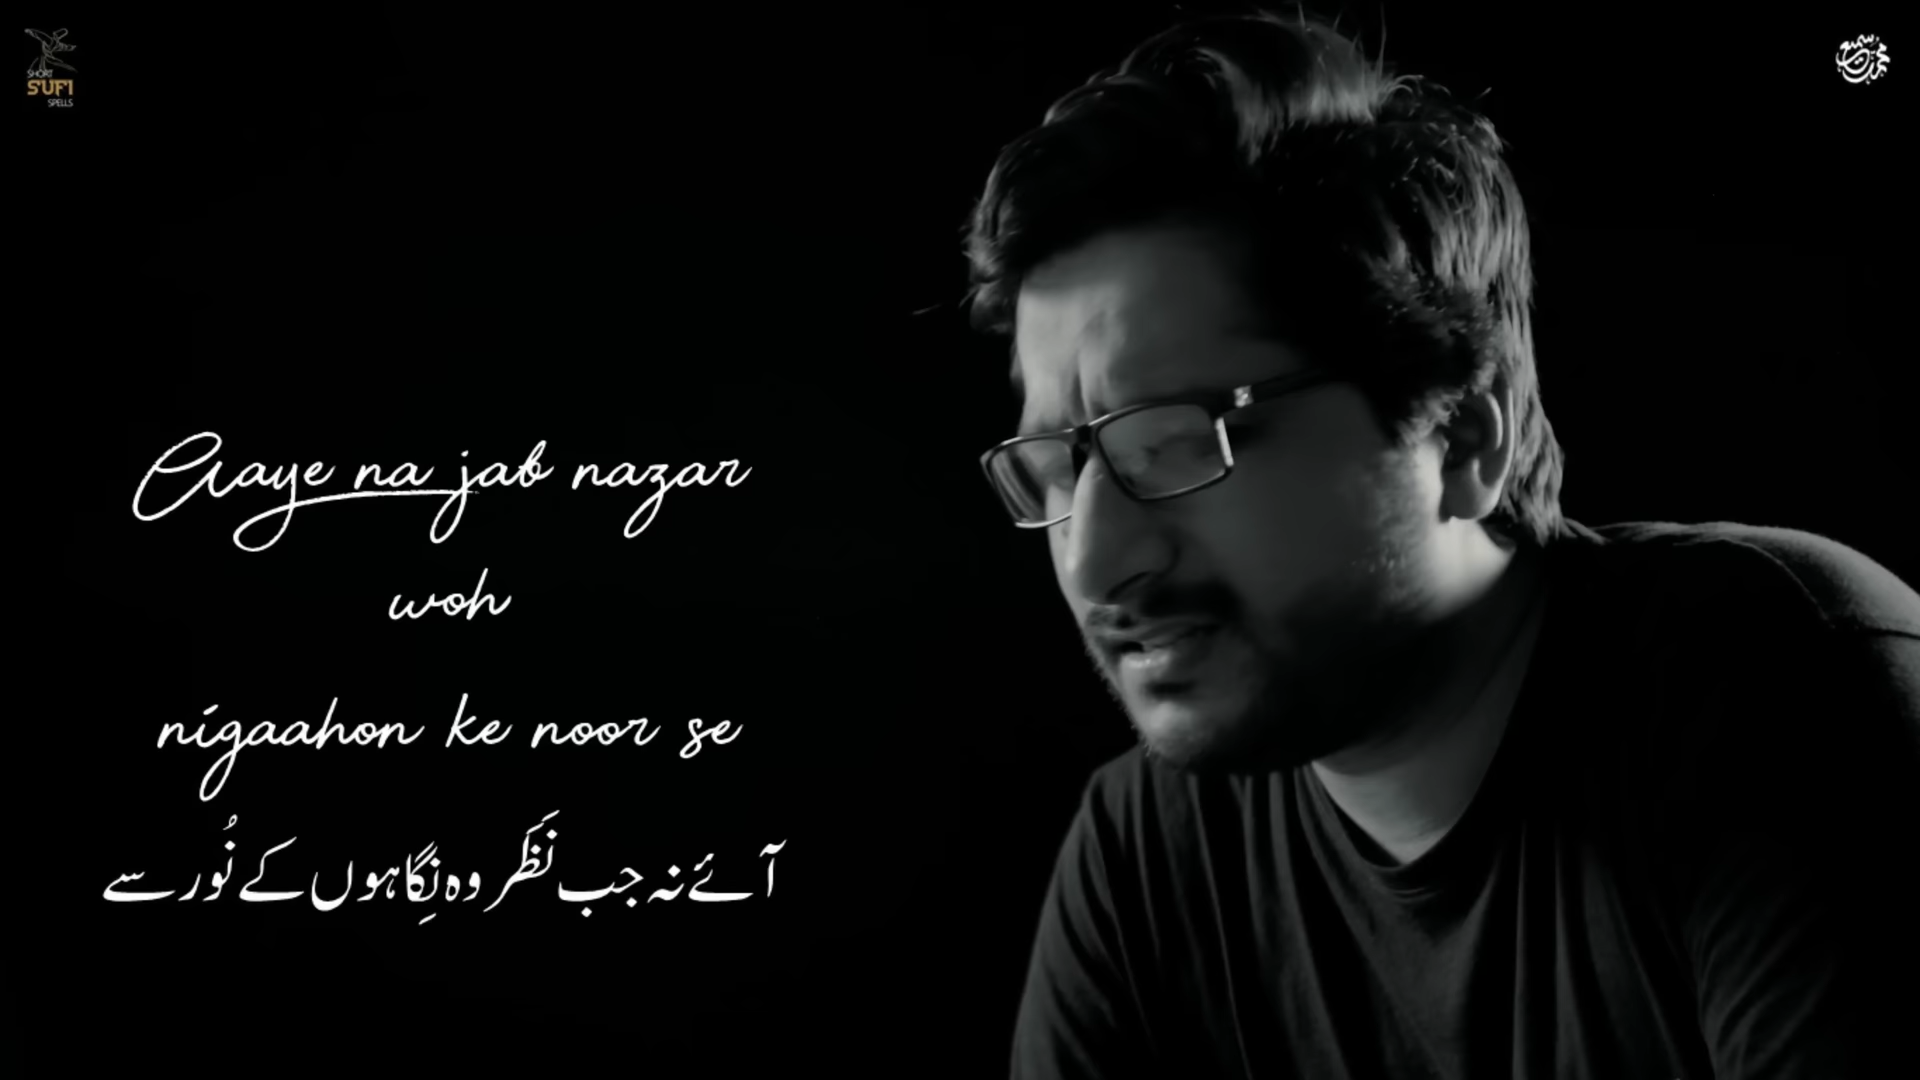 SHORT
SUFI
SPELLS
Aaye na jab nazar
woh
nigaahon ke noor se
آئے نہ جب نَظَر وہ نِگاہوں کے نُور سے